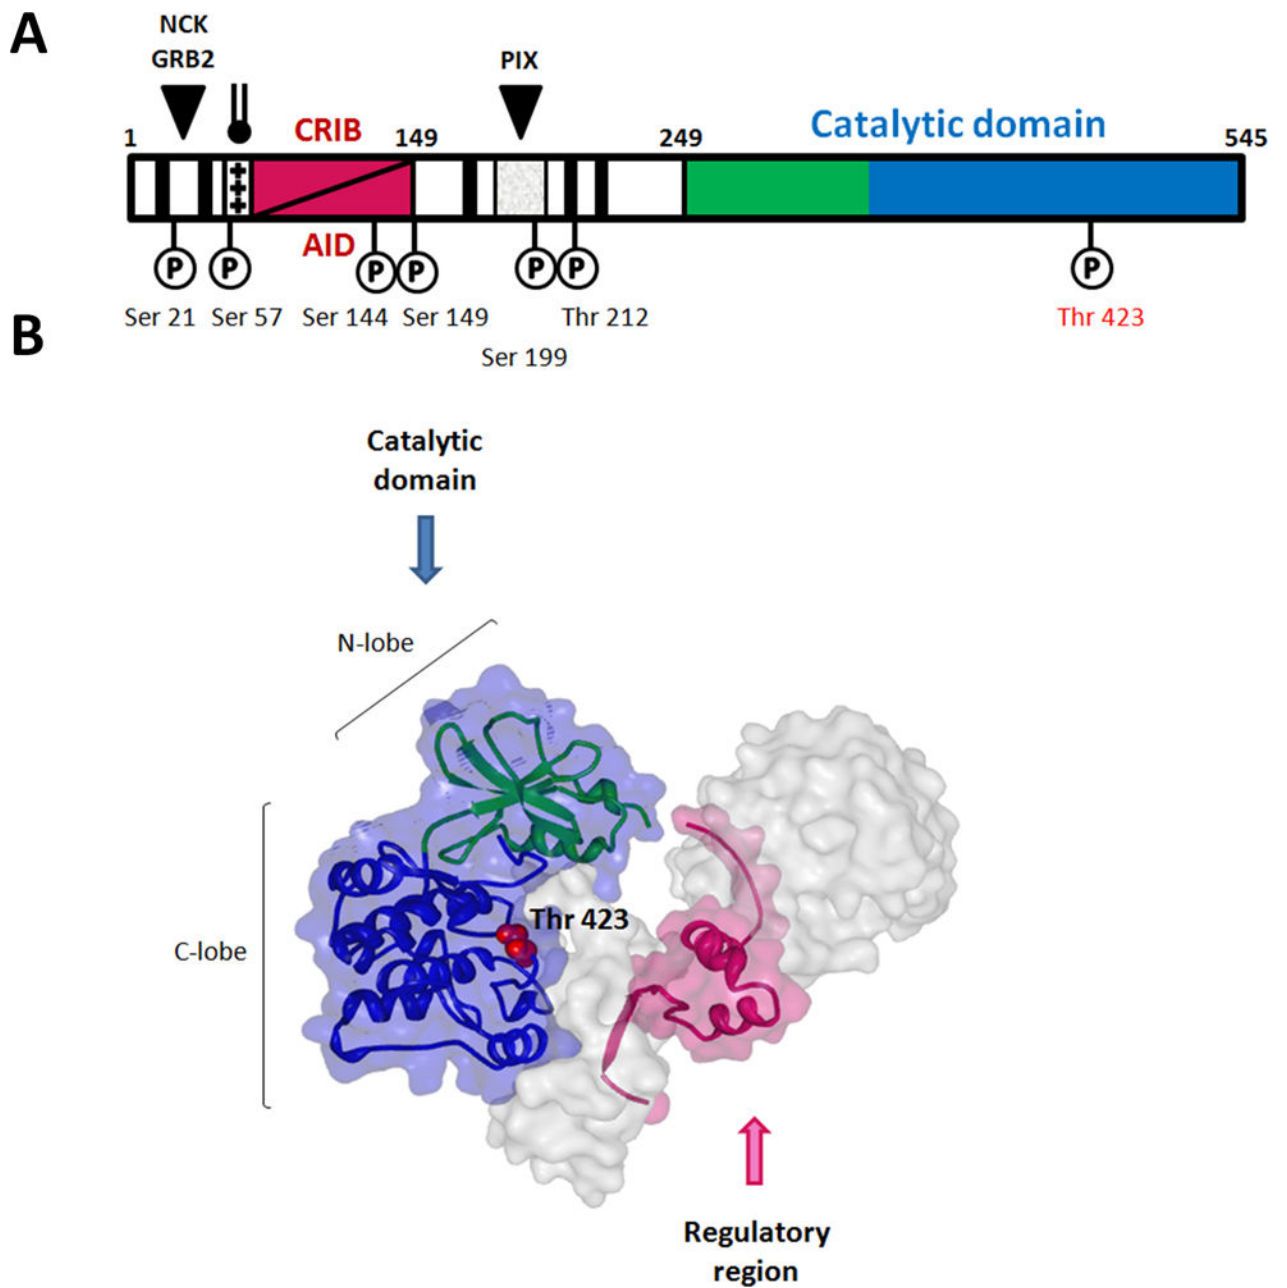 A
NCK
GRB2
PIX
1
CRIB
149
249
Catalytic domain
545
+
+
+
AID
P
P
P
P
P
P
P
Ser 21
Ser 57
Ser 144
Ser 149
Thr 212
Thr 423
Ser 199
B
Catalytic
domain
N-lobe
Thr 423
C-lobe
Regulatory
region